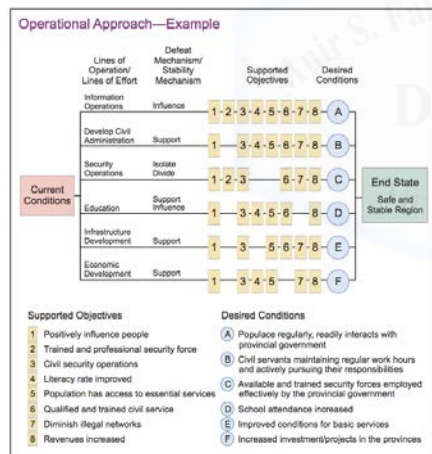 Operational Approach—Example
Lines of
Operation/
Lines of Effort
Defeat
Mechanism/
Stability
Mechanism
Supported
Objectives
Desired
Conditions
Information
Operations
Influence
1-2-3-4-5-6-7-8
A
Develop Civil
Administration
Support
1 3-4-5-6-7-8
B
Security
Operations
Isolate
Divide
1-2-3 6-7-8
C
Current
Conditions
End State
Safe and
Stable Region
Education
Support
Influence
1 3-4-5-6 8
D
Infrastructure
Development
Support
1 3 5-6-7-8
E
Economic
Development
Support
1 3-4-5 7-8
F
Supported Objectives
1 Positively influence people
2 Trained and professional security force
3 Civil security operations
4 Literacy rate improved
5 Population has access to essential services
6 Qualified and trained civil service
7 Diminish illegal networks
8 Revenues increased
Desired Conditions
A Populace regularly, readily interacts with
provincial government
B Civil servants maintaining regular work hours
and actively pursuing their responsibilities
C Available and trained security forces employed
effectively by the provincial government
D School attendance increased
E Improved conditions for basic services
F Increased investment/projects in the provinces